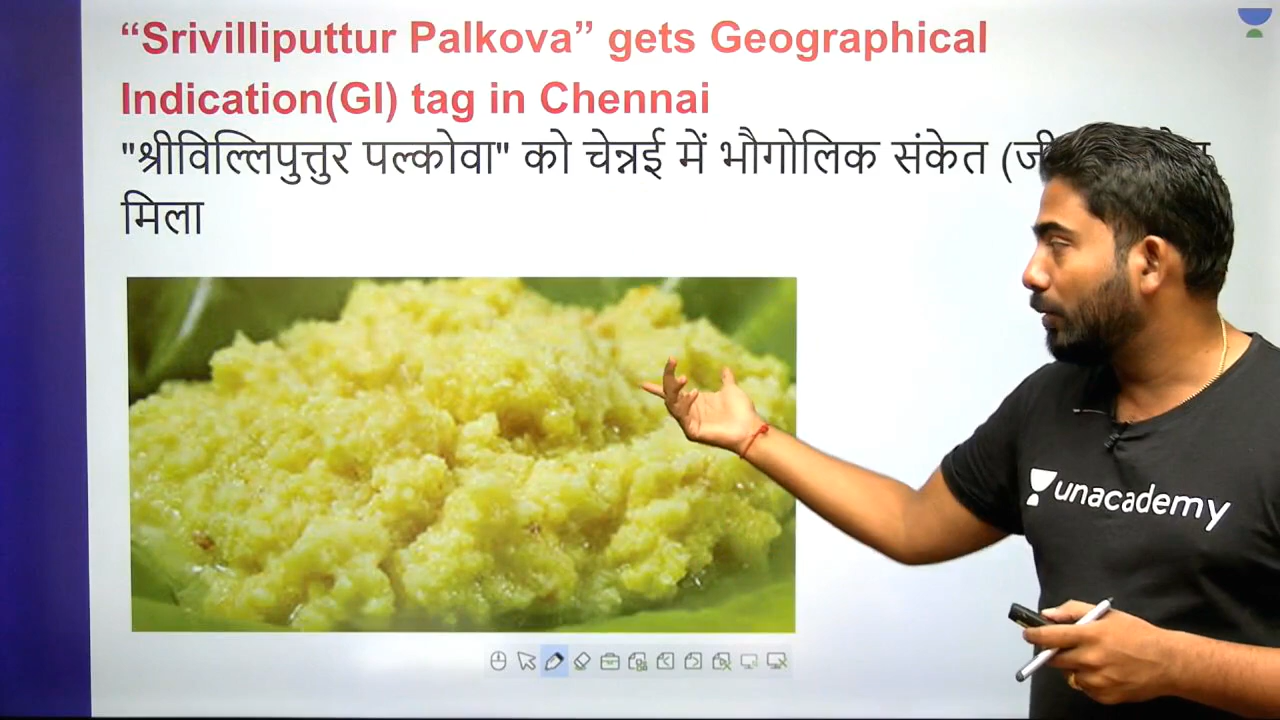 “Srivilliputtur Palkova” gets Geographical
Indication(GI) tag in Chennai
"श्रीविल्लिपुत्तुर पल्कोवा" को चेन्नई में भौगोलिक संकेत
मिला
unacademy